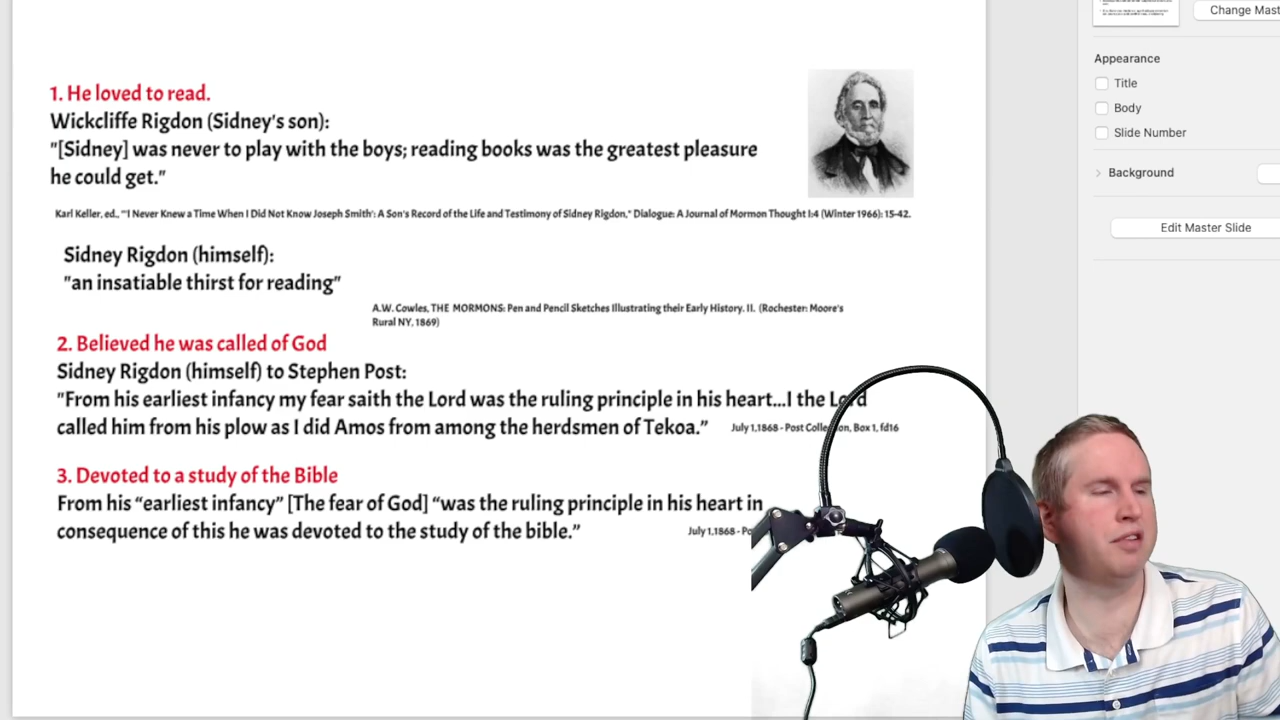 Change Mast
Appearance
Title
Body
Slide Number
Background
Edit Master Slide
1. He loved to read.
Wickcliffe Rigdon (Sidney's son):
"[Sidney] was never to play with the boys; reading books was the greatest pleasure
he could get."
Karl Keller, ed., "'I Never Knew a Time When I Did Not Know Joseph Smith': A Son's Record of the Life and Testimony of Sidney Rigdon," Dialogue: A Journal of Mormon Thought 1:4 (Winter 1966): 15-42.
Sidney Rigdon (himself):
"an insatiable thirst for reading"
A.W. Cowles, THE MORMONS: Pen and Pencil Sketches Illustrating their Early History. II. (Rochester: Moore's
Rural NY, 1869)
2. Believed he was called of God
Sidney Rigdon (himself) to Stephen Post:
"From his earliest infancy my fear saith the Lord was the ruling principle in his heart...I the Lord
called him from his plow as I did Amos from among the herdsmen of Tekoa.”
July 1,1868 - Post Collection, Box 1, fd16
3. Devoted to a study of the Bible
From his “earliest infancy” [The fear of God] “was the ruling principle in his heart in
consequence of this he was devoted to the study of the bible.”
July 1,1868 - Po